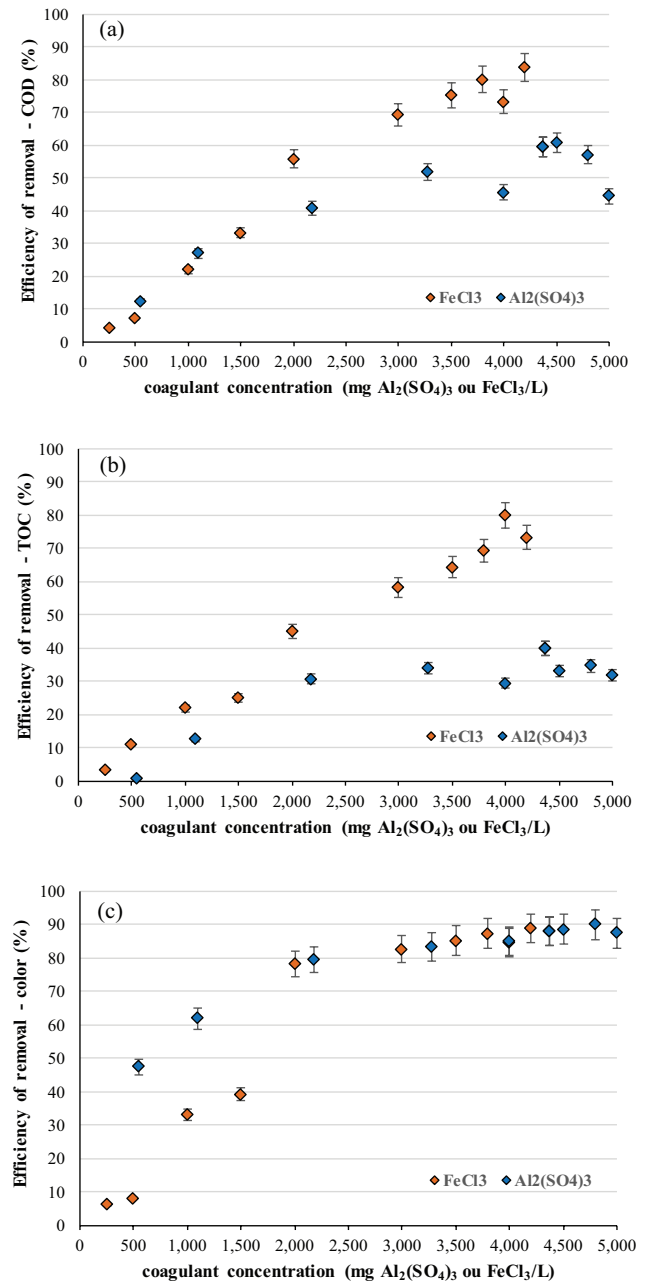 (a)
Efficiency of removal - COD (%)
100
90
80
70
60
50
40
30
20
10
0
FeCl3 Al2(SO4)3
0 500 1,000 1,500 2,000 2,500 3,000 3,500 4,000 4,500 5,000
coagulant concentration (mg Al₂(SO₄)₃ ou FeCl₃/L)
(b)
Efficiency of removal - TOC (%)
100
90
80
70
60
50
40
30
20
10
0
FeCl3 Al2(SO4)3
0 500 1,000 1,500 2,000 2,500 3,000 3,500 4,000 4,500 5,000
coagulant concentration (mg Al₂(SO₄)₃ ou FeCl₃/L)
(c)
Efficiency of removal - color (%)
100
90
80
70
60
50
40
30
20
10
0
FeCl3 Al2(SO4)3
0 500 1,000 1,500 2,000 2,500 3,000 3,500 4,000 4,500 5,000
coagulant concentration (mg Al₂(SO₄)₃ ou FeCl₃/L)